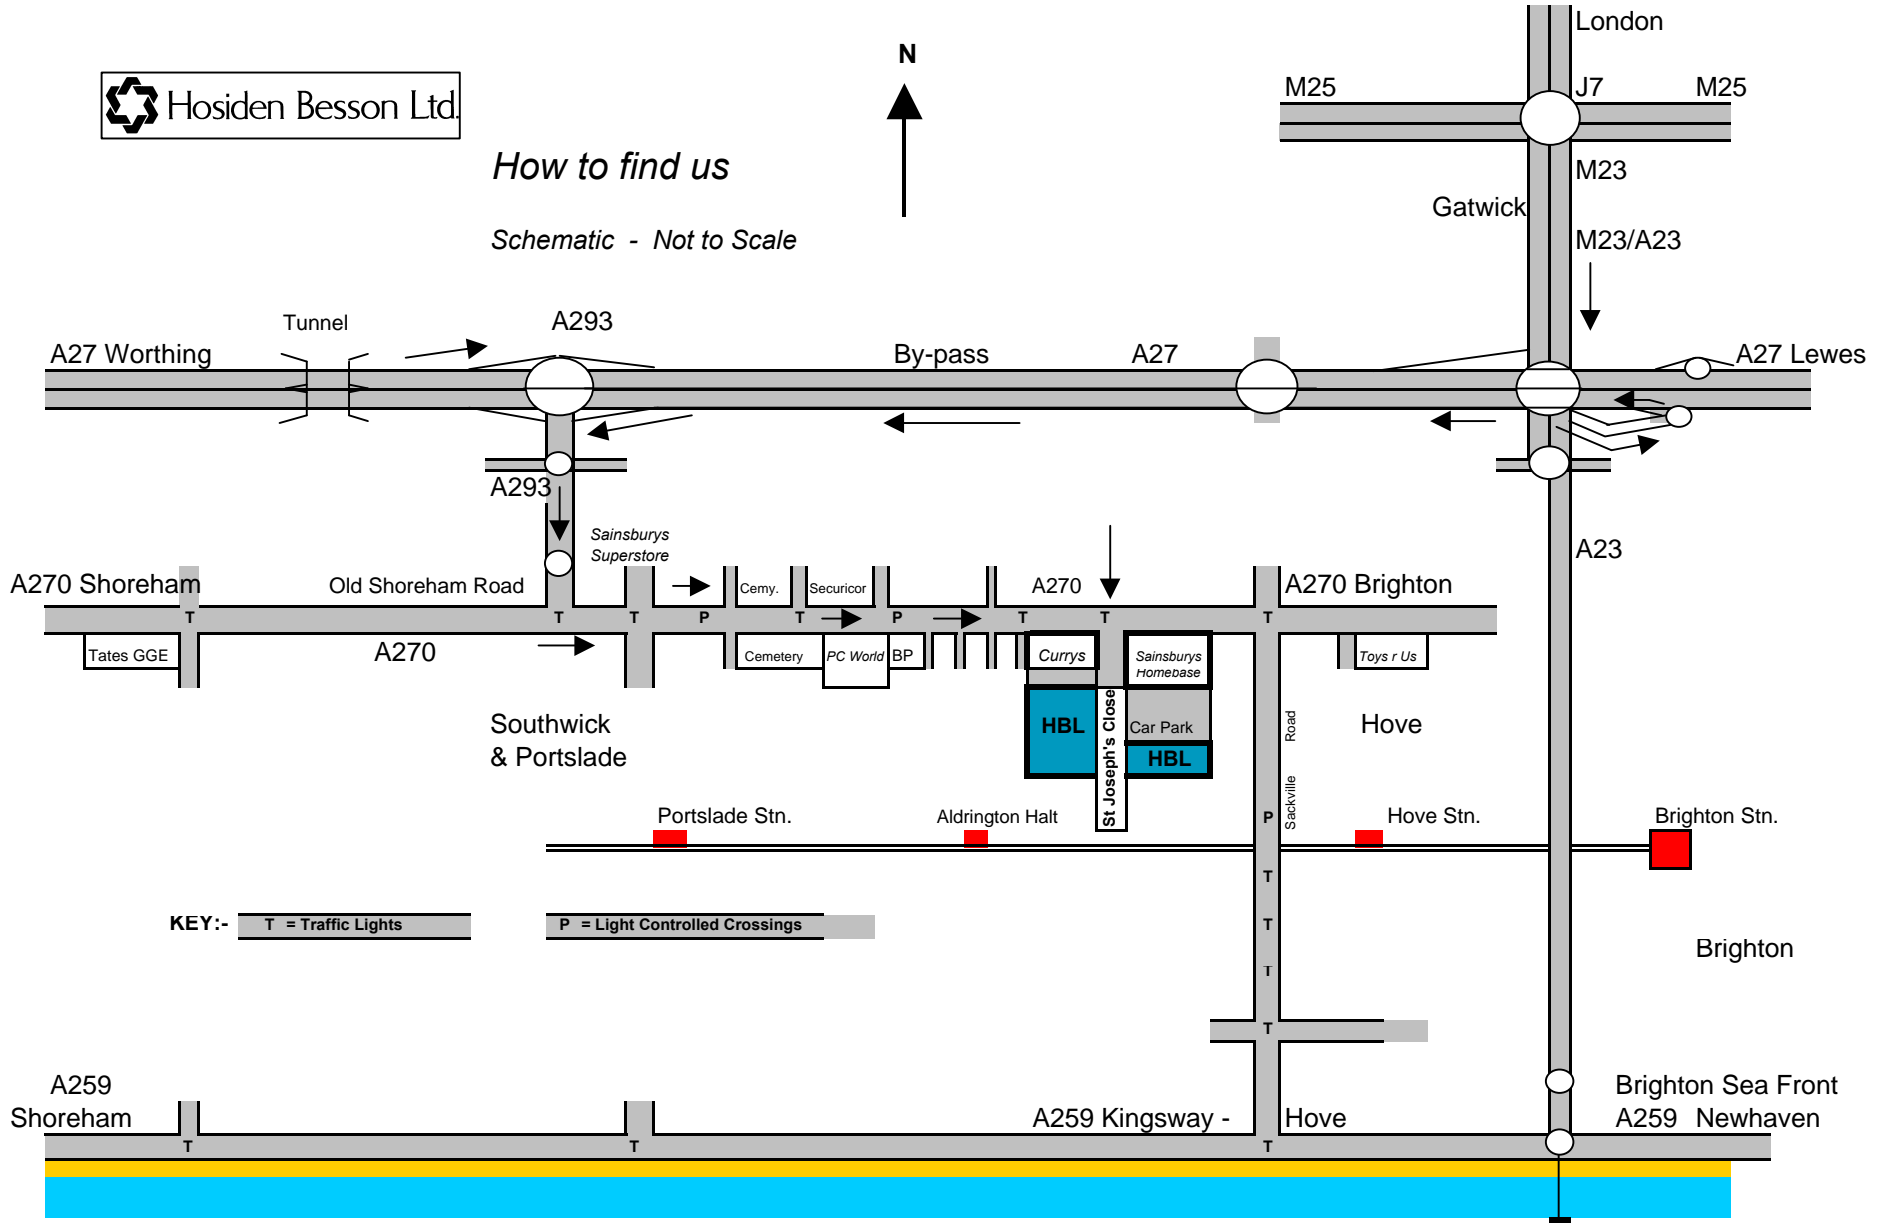 London
N
M25
J7
M25
Hosiden Besson Ltd.
How to find us
M23
Gatwick
Schematic - Not to Scale
M23/A23
Tunnel
A293
A27 Worthing
By-pass
A27
A27 Lewes
A293
Sainsburys
Superstore
A23
A270 Shoreham
Old Shoreham Road
Cemy.
Securicor
A270
A270 Brighton
T
T
T
P
T
P
T
T
T
A270
Tates GGE
Cemetery
PC World
BP
Currys
Sainsburys
Homebase
Toys r Us
Southwick
& Portslade
HBL
St Joseph's Close
Car Park
HBL
Sackville Road
Hove
Portslade Stn.
Aldrington Halt
P
Hove Stn.
Brighton Stn.
T
KEY:-
T = Traffic Lights
P = Light Controlled Crossings
T
Brighton
T
T
A259
Shoreham
A259 Kingsway -
Hove
Brighton Sea Front
A259 Newhaven
T
T
T